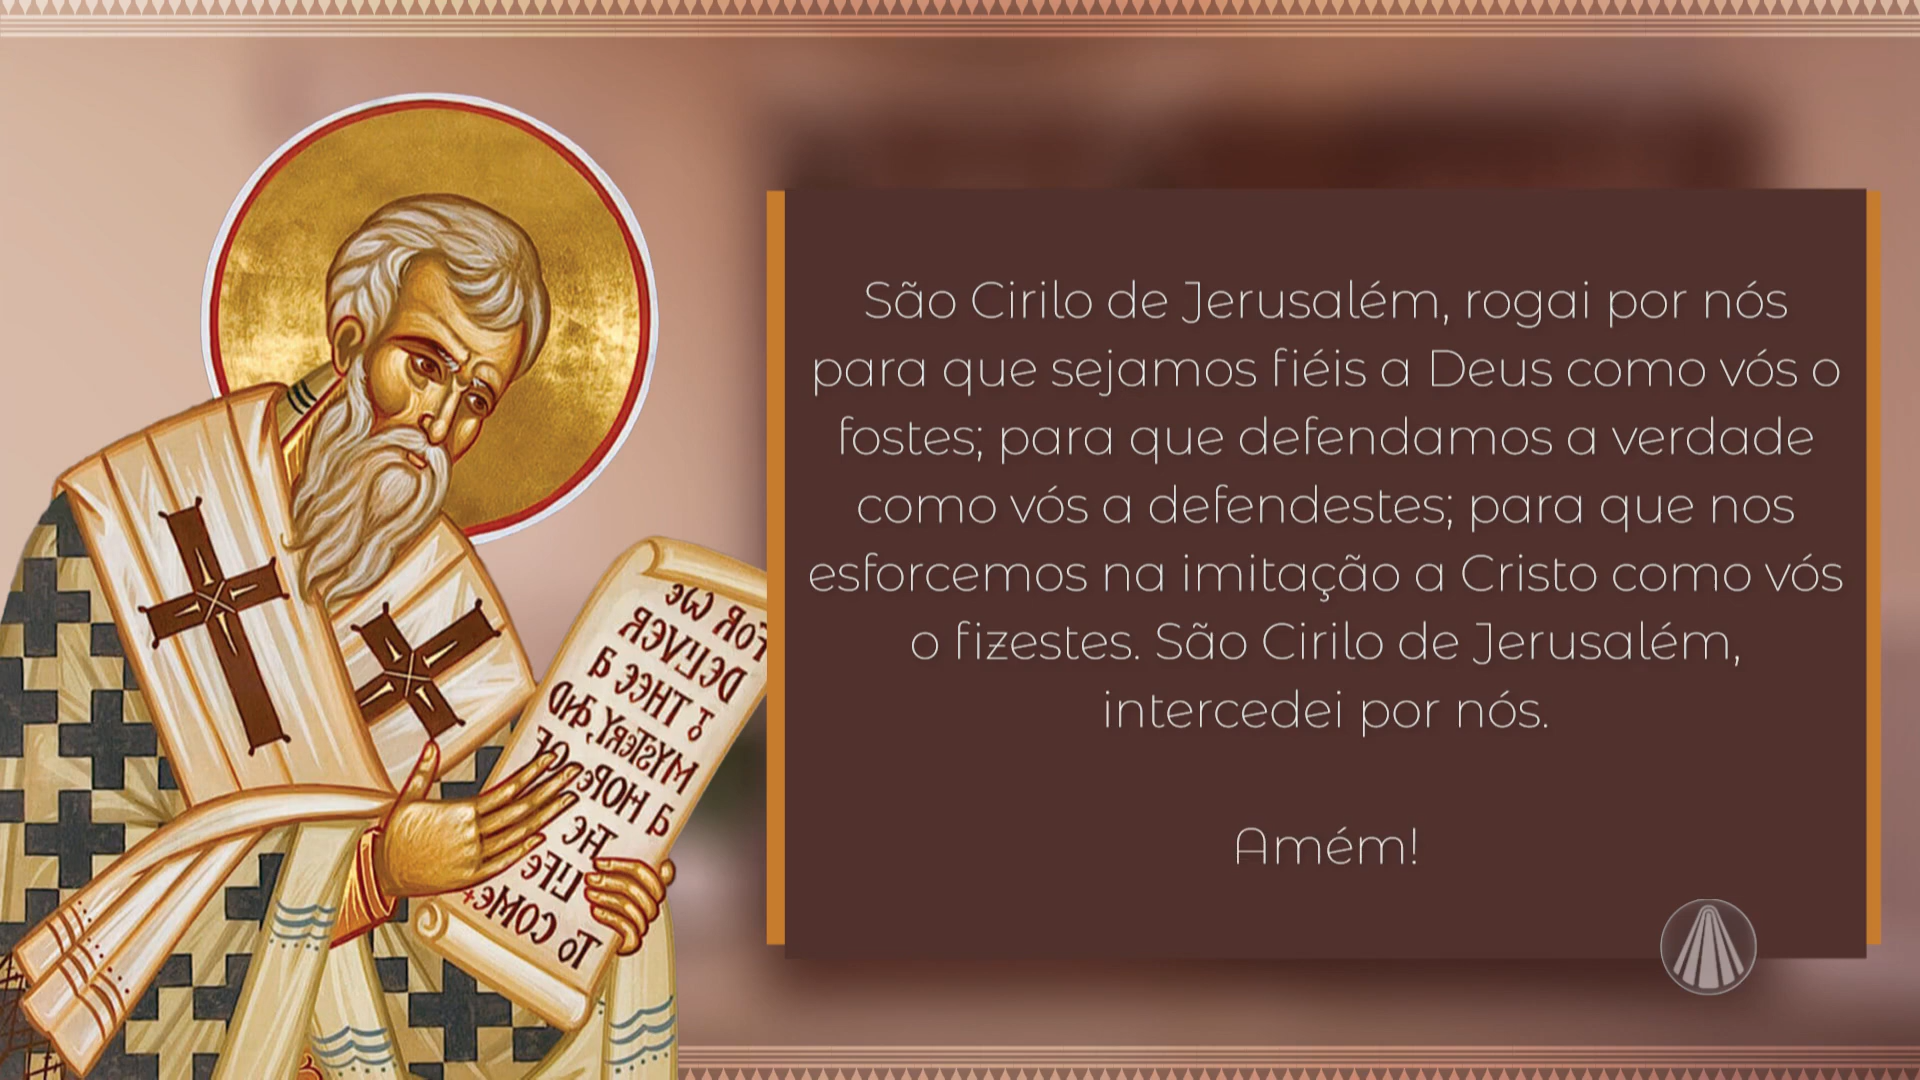 São Cirilo de Jerusalém, rogai por nós
para que sejamos fiéis a Deus como vós o
fostes; para que defendamos a verdade
como vós a defendestes; para que nos
esforcemos na imitação a Cristo como vós
o fizestes. São Cirilo de Jerusalém,
intercedei por nós.
Amém!
FOR WE
DELIVER
TO THEE A
MYSTERY, AND
A HOPE OF
THE
LIFE
TO COME+